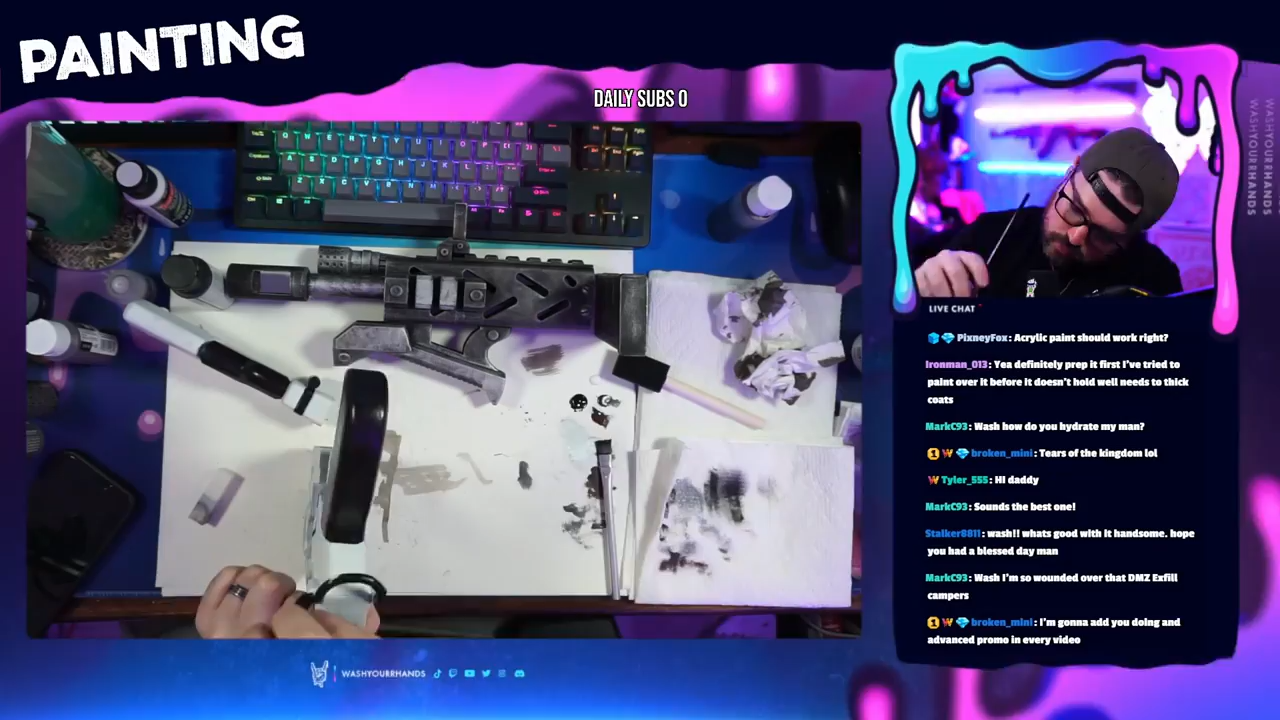 PAINTING
DAILY SUBS 0
WASHYOURRHANDS
WASHYOURRHANDS
LIVE CHAT
PixneyFox: Acrylic paint should work right?
Ironman_013: Yea definitely prep it first I've tried to
paint over it before it doesn't hold well needs to thick
coats
MarkC93: Wash how do you hydrate my man?
broken_mini: Tears of the kingdom lol
Tyler_555: HI daddy
MarkC93: Sounds the best one!
Stalker8811: wash!! whats good with it handsome. hope
you had a blessed day man
MarkC93: Wash I'm so wounded over that DMZ Exfill
campers
broken_mini: I'm gonna add you doing and
advanced promo in every video
WASHYOURRHANDS